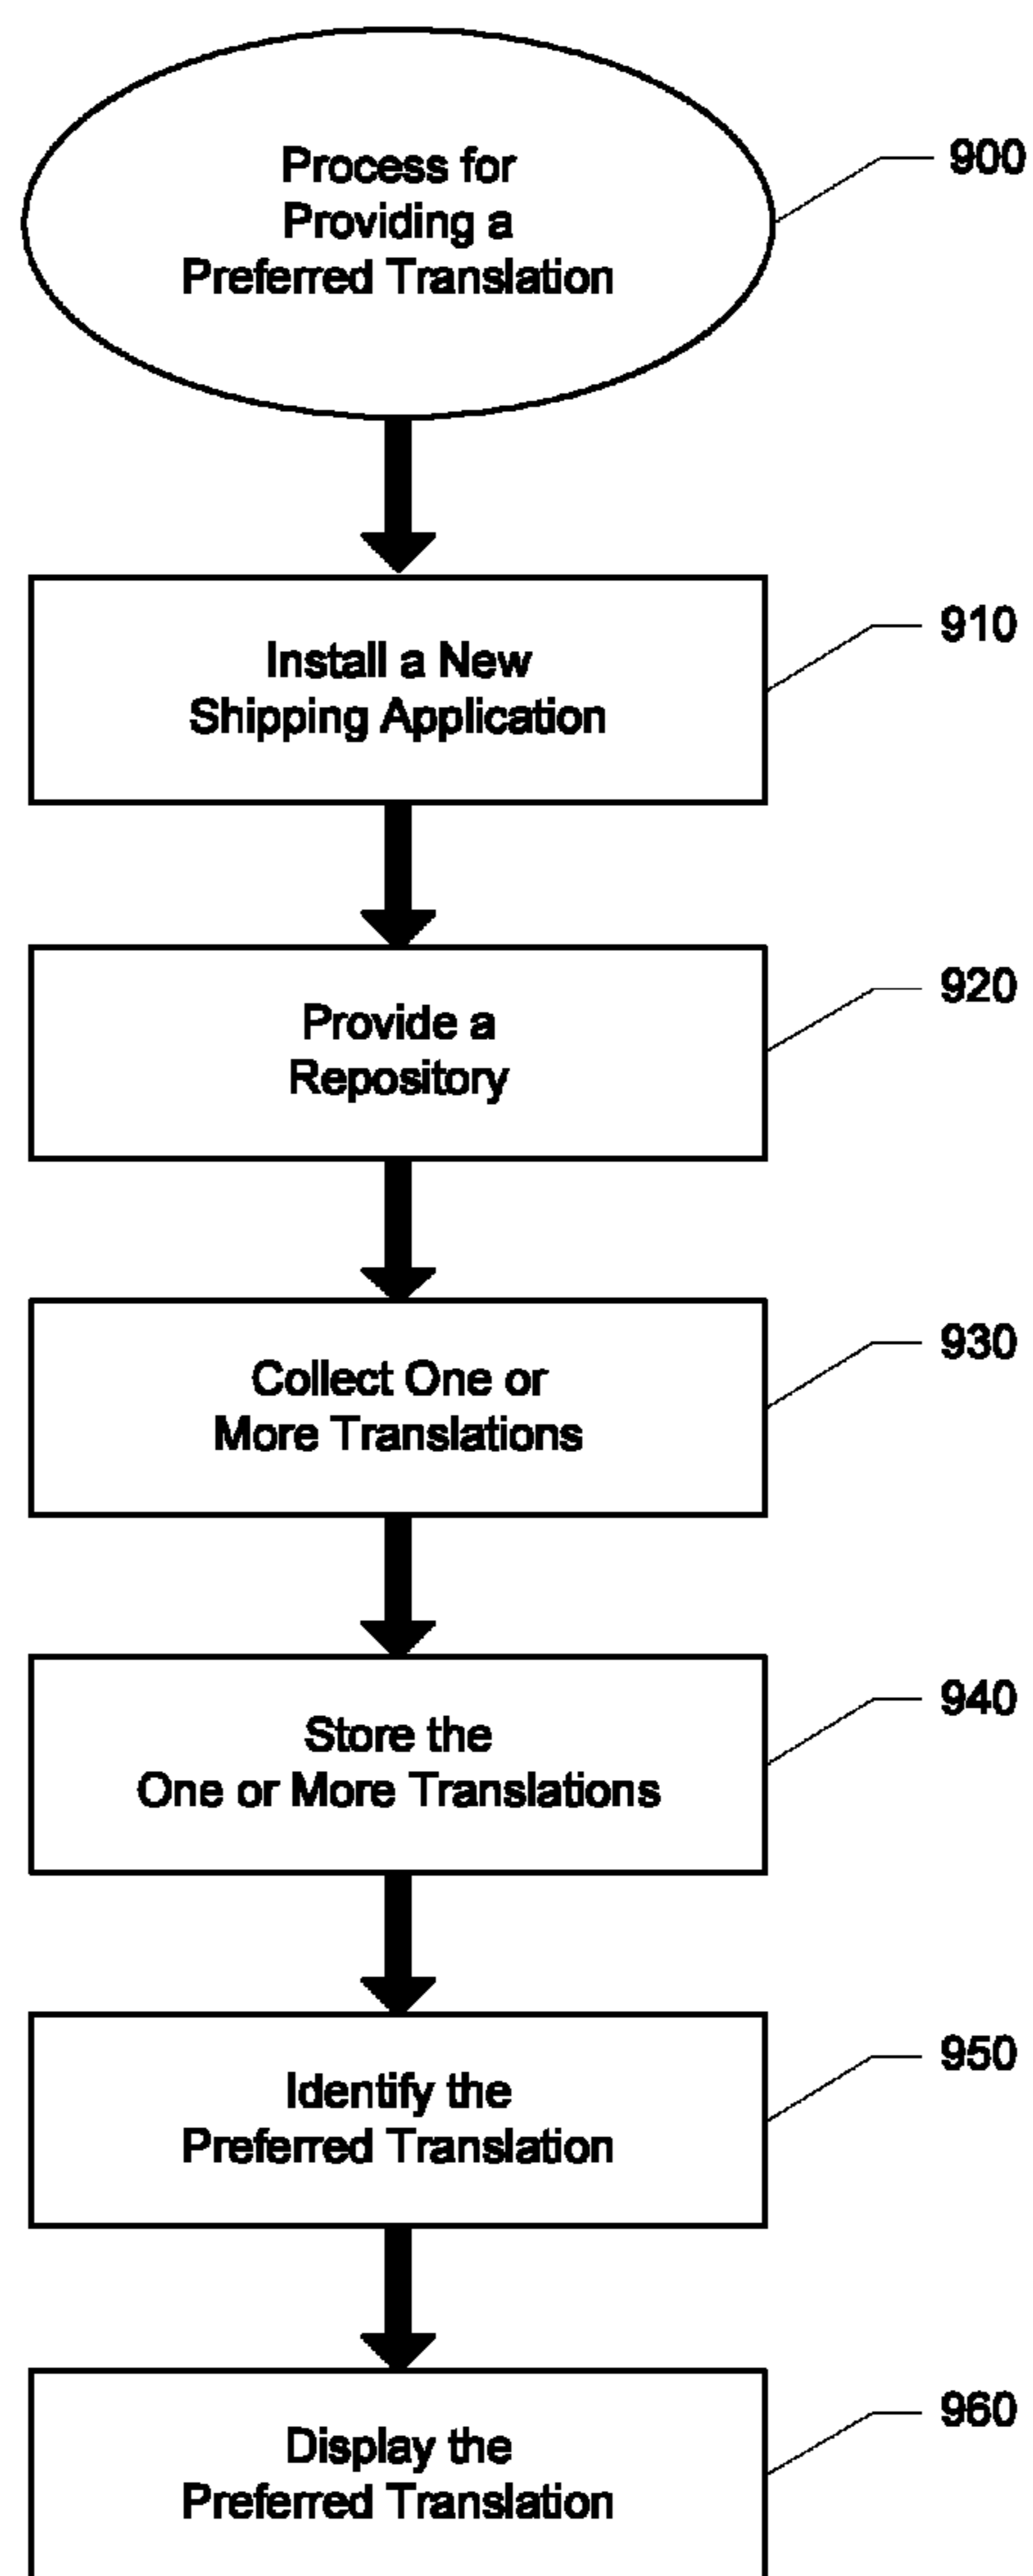 Process for
Providing a
Preferred Translation
900
Install a New
Shipping Application
910
Provide a
Repository
920
Collect One or
More Translations
930
Store the
One or More Translations
940
Identify the
Preferred Translation
950
Display the
Preferred Translation
960